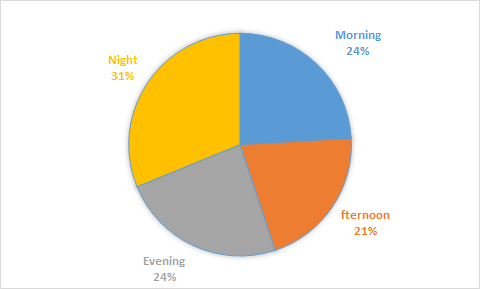 Morning
24%
fternoon
21%
Evening
24%
Night
31%